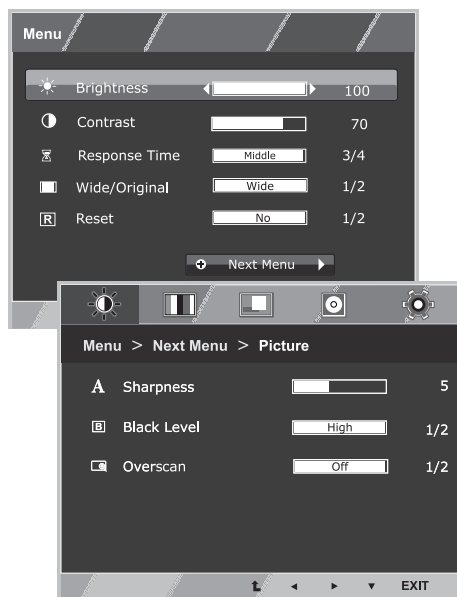 Menu
Brightness 100
Contrast 70
Response Time Middle 3/4
Wide/Original Wide 1/2
R Reset No 1/2
Next Menu
Menu > Next Menu > Picture
A Sharpness 5
B Black Level High 1/2
Overscan Off 1/2
EXIT